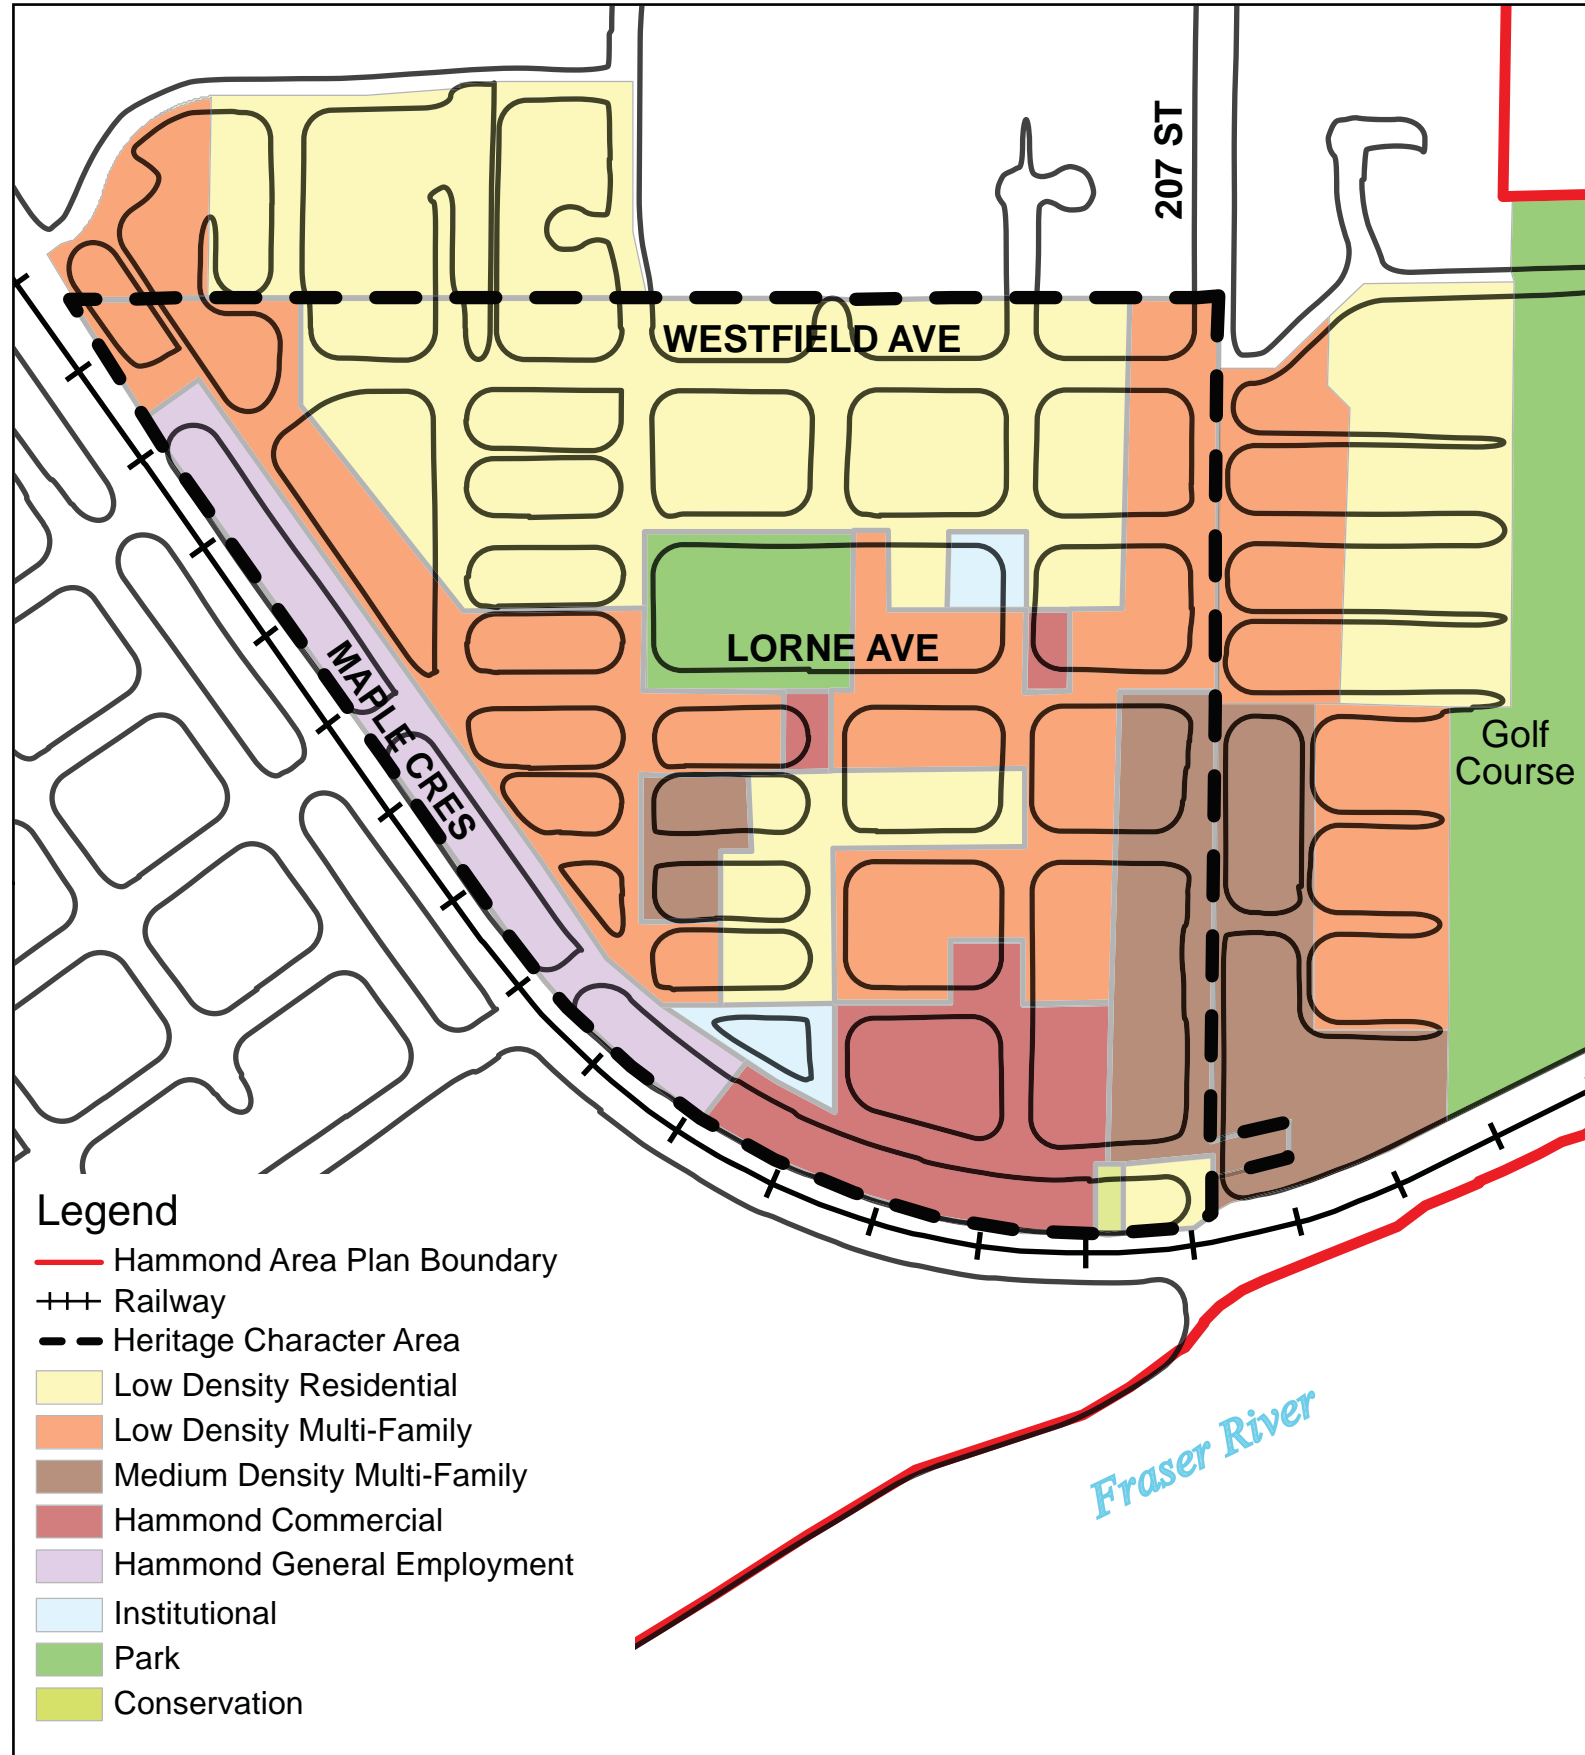 207 ST
WESTFIELD AVE
LORNE AVE
MAPLE CRES
Golf
Course
Legend
Hammond Area Plan Boundary
Railway
Heritage Character Area
Low Density Residential
Low Density Multi-Family
Medium Density Multi-Family
Hammond Commercial
Hammond General Employment
Institutional
Park
Conservation
Fraser River